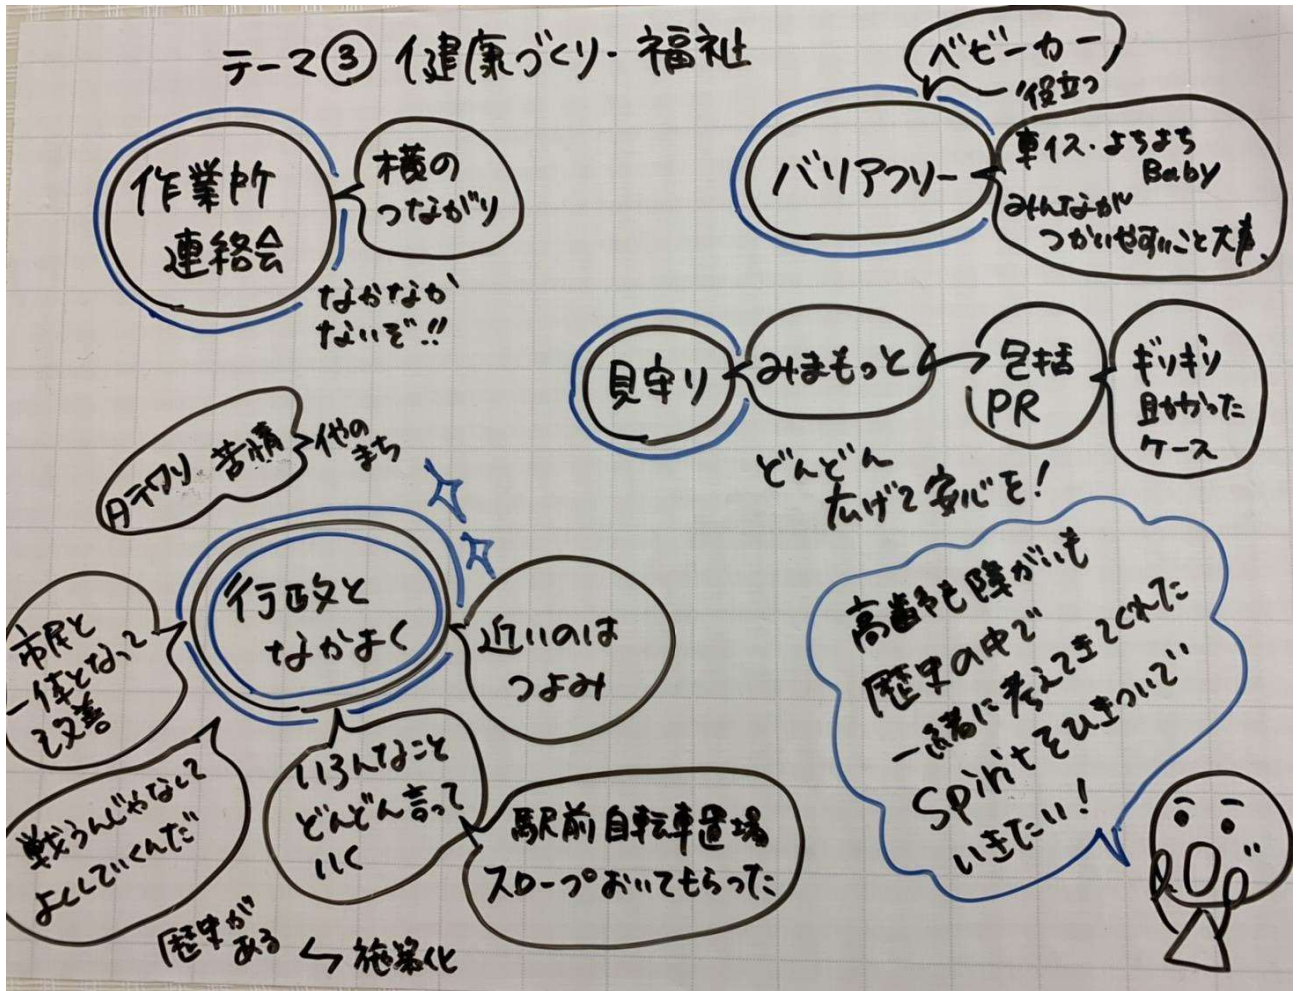 テーマ③ 健康づくり・福祉
作業所
連絡会
横の
つながり
なかなか
ないぞ!!
ベビーカー
役立つ
バリアフリー
車イス・よちよち
Baby
みんなが
つかいやすいこと大事、
見守り
みまもっと
包括
PR
ギリギリ
助かった
ケース
どんどん
広げて安心を!
タテワリ 苦情
他の
まち
行政と
なかよく
近いのは
つよみ
市民と
一体となって
改善
戦うんじゃなくて
よくしていくんだ
いろんなこと
どんどん言って
いく
駅前自転車置場
スロープおいてもらった
歴史が
ある
↳ 施策化
高齢も障がいも
歴史の中で
一緒に考えてきてくれた
Spiritをひきついで
いきたい!